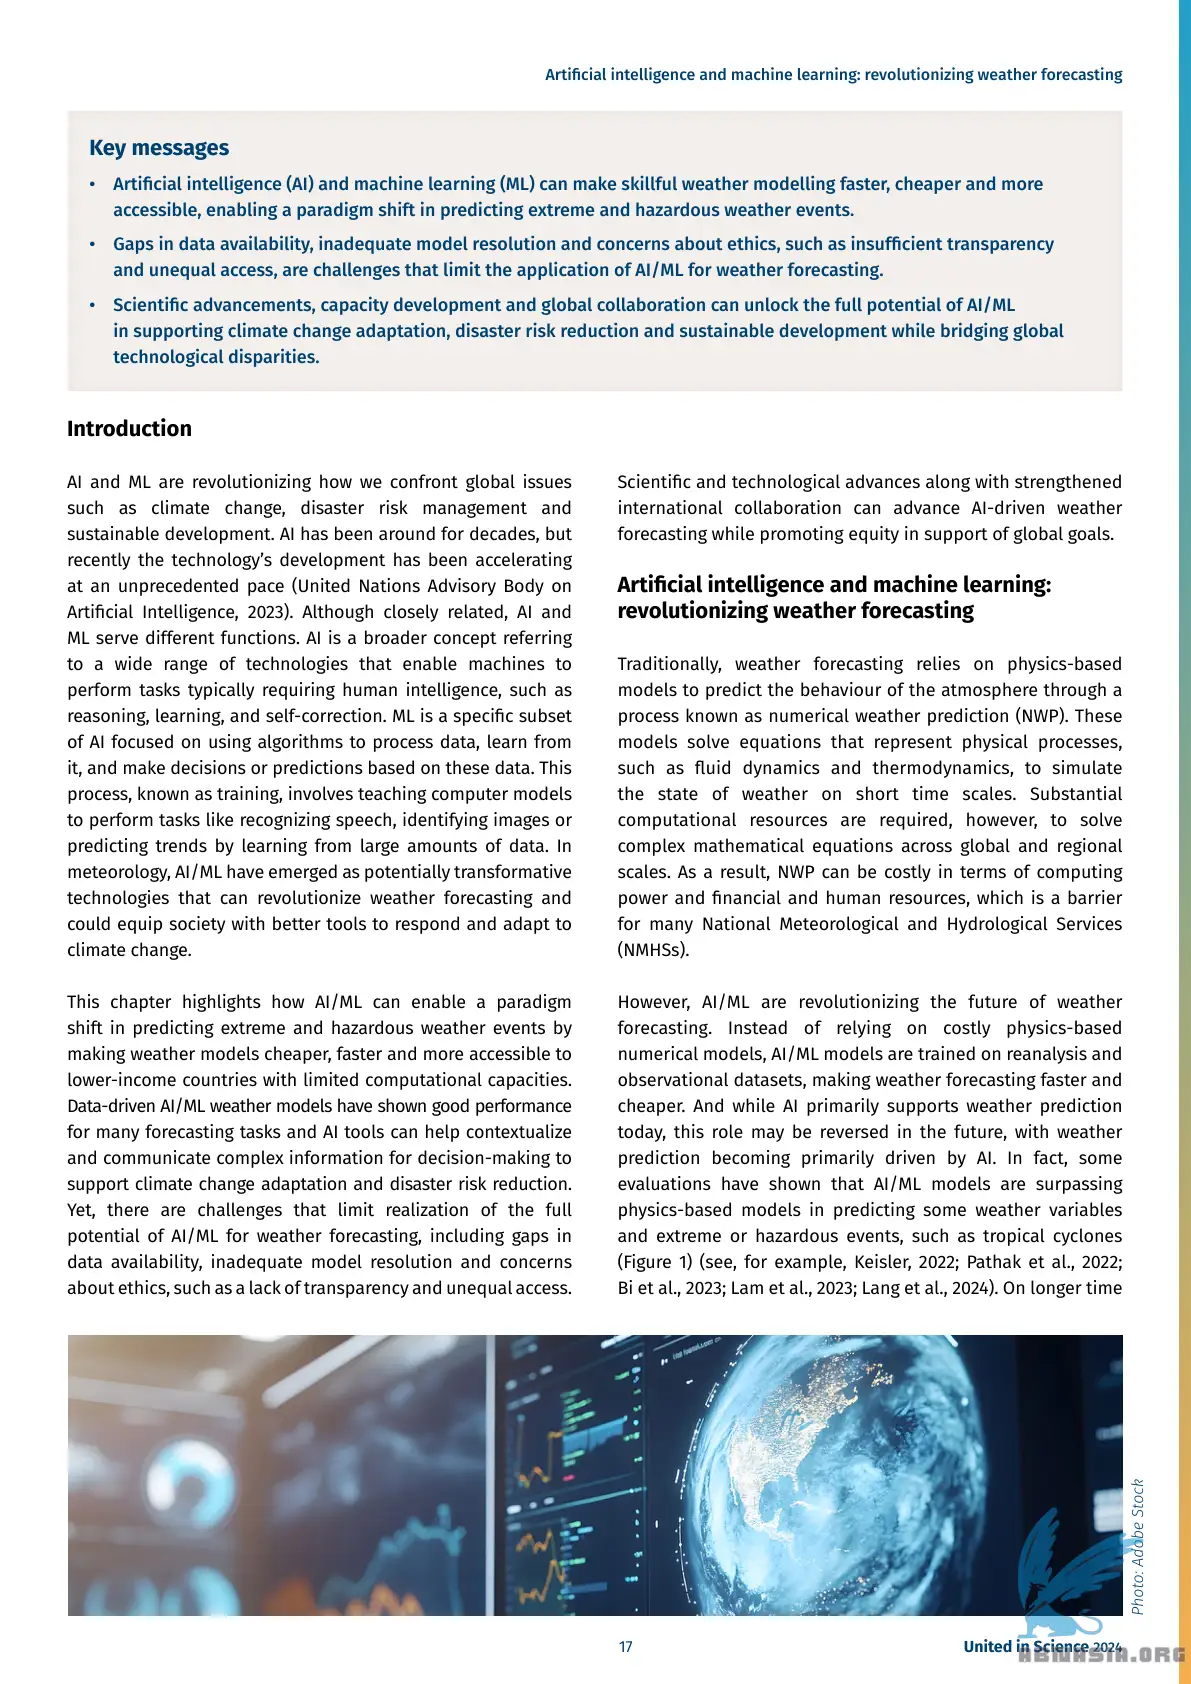 Artificial intelligence and machine learning: revolutionizing weather forecasting
Key messages
• Artificial intelligence (AI) and machine learning (ML) can make skillful weather modelling faster, cheaper and more
accessible, enabling a paradigm shift in predicting extreme and hazardous weather events.
• Gaps in data availability, inadequate model resolution and concerns about ethics, such as insufficient transparency
and unequal access, are challenges that limit the application of AI/ML for weather forecasting.
• Scientific advancements, capacity development and global collaboration can unlock the full potential of AI/ML
in supporting climate change adaptation, disaster risk reduction and sustainable development while bridging global
technological disparities.
Introduction
AI and ML are revolutionizing how we confront global issues
such as climate change, disaster risk management and
sustainable development. AI has been around for decades, but
recently the technology’s development has been accelerating
at an unprecedented pace (United Nations Advisory Body on
Artificial Intelligence, 2023). Although closely related, AI and
ML serve different functions. AI is a broader concept referring
to a wide range of technologies that enable machines to
perform tasks typically requiring human intelligence, such as
reasoning, learning, and self-correction. ML is a specific subset
of AI focused on using algorithms to process data, learn from
it, and make decisions or predictions based on these data. This
process, known as training, involves teaching computer models
to perform tasks like recognizing speech, identifying images or
predicting trends by learning from large amounts of data. In
meteorology, AI/ML have emerged as potentially transformative
technologies that can revolutionize weather forecasting and
could equip society with better tools to respond and adapt to
climate change.
This chapter highlights how AI/ML can enable a paradigm
shift in predicting extreme and hazardous weather events by
making weather models cheaper, faster and more accessible to
lower-income countries with limited computational capacities.
Data-driven AI/ML weather models have shown good performance
for many forecasting tasks and AI tools can help contextualize
and communicate complex information for decision-making to
support climate change adaptation and disaster risk reduction.
Yet, there are challenges that limit realization of the full
potential of AI/ML for weather forecasting, including gaps in
data availability, inadequate model resolution and concerns
about ethics, such as a lack of transparency and unequal access.
Scientific and technological advances along with strengthened
international collaboration can advance AI-driven weather
forecasting while promoting equity in support of global goals.
Artificial intelligence and machine learning:
revolutionizing weather forecasting
Traditionally, weather forecasting relies on physics-based
models to predict the behaviour of the atmosphere through a
process known as numerical weather prediction (NWP). These
models solve equations that represent physical processes,
such as fluid dynamics and thermodynamics, to simulate
the state of weather on short time scales. Substantial
computational resources are required, however, to solve
complex mathematical equations across global and regional
scales. As a result, NWP can be costly in terms of computing
power and financial and human resources, which is a barrier
for many National Meteorological and Hydrological Services
(NMHSs).
However, AI/ML are revolutionizing the future of weather
forecasting. Instead of relying on costly physics-based
numerical models, AI/ML models are trained on reanalysis and
observational datasets, making weather forecasting faster and
cheaper. And while AI primarily supports weather prediction
today, this role may be reversed in the future, with weather
prediction becoming primarily driven by AI. In fact, some
evaluations have shown that AI/ML models are surpassing
physics-based models in predicting some weather variables
and extreme or hazardous events, such as tropical cyclones
(Figure 1) (see, for example, Keisler, 2022; Pathak et al., 2022;
Bi et al., 2023; Lam et al., 2023; Lang et al., 2024). On longer time
Photo: Adobe Stock
17
United in Science 2024
ABINASIA.ORG